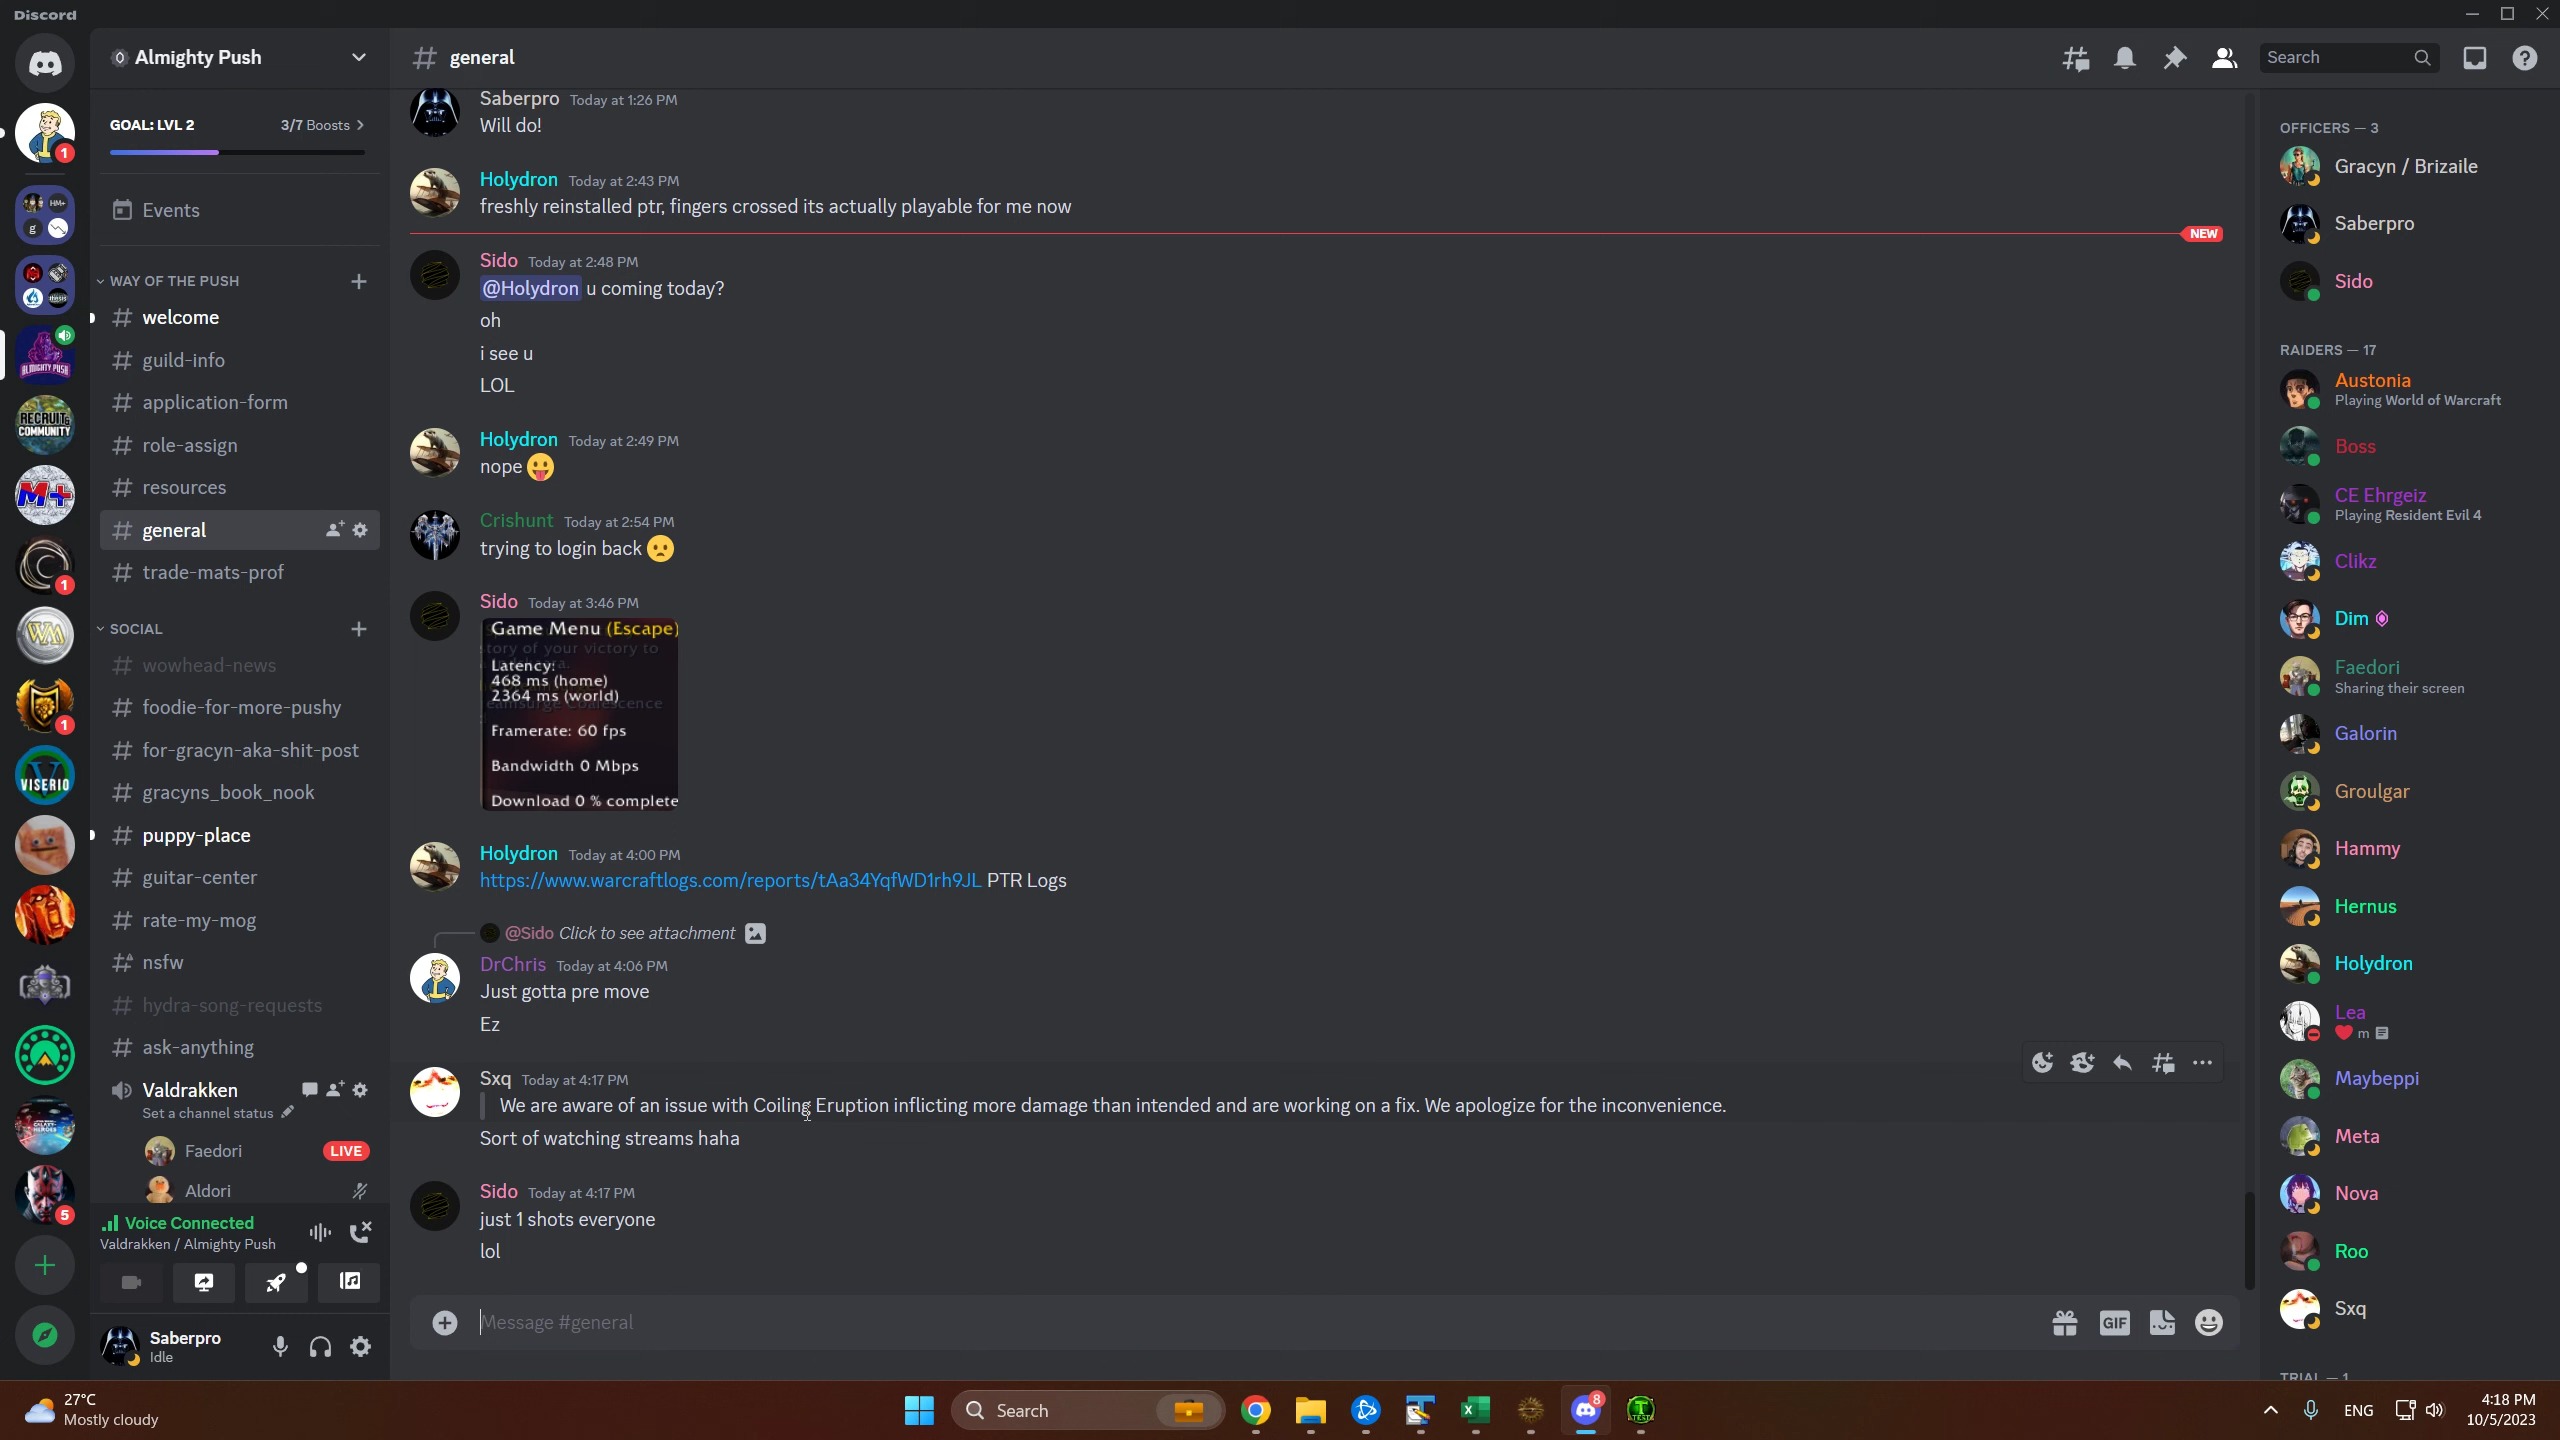 Discord
Almighty Push
GOAL: LVL 2
3/7 Boosts
Events
WAY OF THE PUSH
welcome
guild-info
application-form
role-assign
resources
general
trade-mats-prof
SOCIAL
wowhead-news
foodie-for-more-pushy
for-gracyn-aka-shit-post
gracyns_book_nook
puppy-place
guitar-center
rate-my-mog
nsfw
hydra-song-requests
ask-anything
Valdrakken
Set a channel status
Faedori
LIVE
Aldori
Voice Connected
Valdrakken / Almighty Push
Saberpro
Idle
1
HM+
g
ALMIGHTY PUSH
RECRUIT
COMMUNITY
M+
1
WM
1
VISERIO
5
general
Search
Saberpro Today at 1:26 PM
Will do!
Holydron Today at 2:43 PM
freshly reinstalled ptr, fingers crossed its actually playable for me now
NEW
Sido Today at 2:48 PM
@Holydron u coming today?
oh
i see u
LOL
Holydron Today at 2:49 PM
nope
Crishunt Today at 2:54 PM
trying to login back
Sido Today at 3:46 PM
Game Menu (Escape)
tory of your victory to
Latency:
468 ms (home)
2364 ms (world)
Framerate: 60 fps
Bandwidth 0 Mbps
Download 0 % complete
Holydron Today at 4:00 PM
https://www.warcraftlogs.com/reports/tAa34YqfWD1rh9JL PTR Logs
@Sido Click to see attachment
DrChris Today at 4:06 PM
Just gotta pre move
Ez
Sxq Today at 4:17 PM
We are aware of an issue with Coiling Eruption inflicting more damage than intended and are working on a fix. We apologize for the inconvenience.
Sort of watching streams haha
Sido Today at 4:17 PM
just 1 shots everyone
lol
Message #general
GIF
OFFICERS — 3
Gracyn / Brizaile
Saberpro
Sido
RAIDERS — 17
Austonia
Playing World of Warcraft
Boss
CE Ehrgeiz
Playing Resident Evil 4
Clikz
Dim
Faedori
Sharing their screen
Galorin
Groulgar
Hammy
Hernus
Holydron
Lea
m
Maybeppi
Meta
Nova
Roo
Sxq
TRIAL — 1
27°C
Mostly cloudy
Search
8
TEST
ENG
4:18 PM
10/5/2023